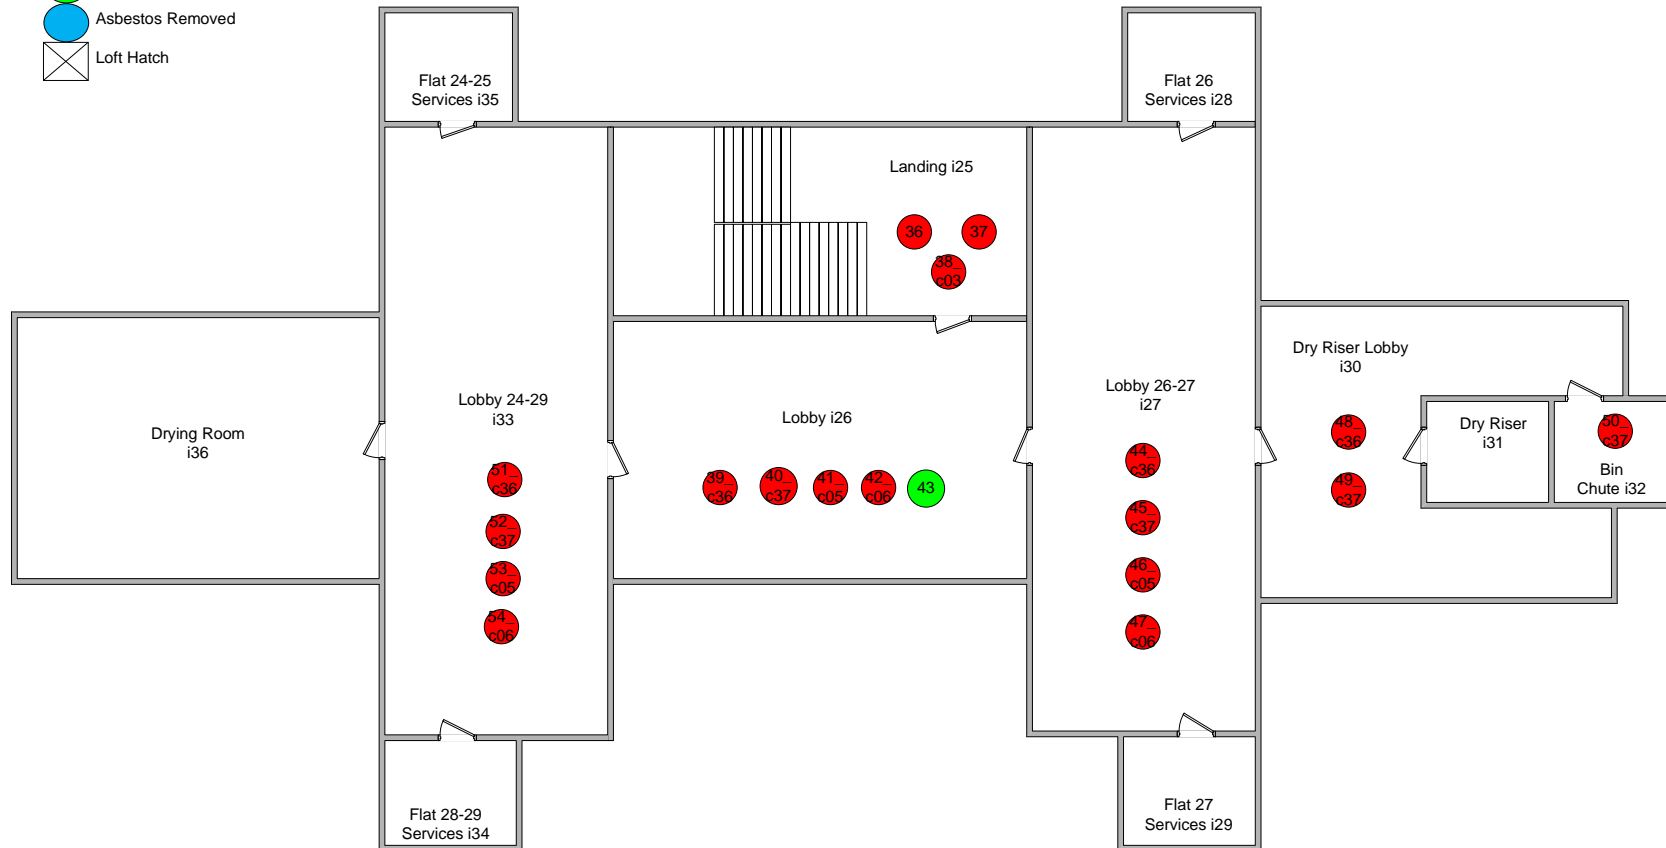 Asbestos Removed
Loft Hatch
Flat 24-25
Services i35
Flat 26
Services i28
Landing i25
36
37
38_
c03
Dry Riser Lobby
i30
Lobby 26-27
i27
Lobby 24-29
i33
Lobby i26
Drying Room
i36
Dry Riser
i31
48_
c36
50_
c37
49_
c37
Bin
Chute i32
44_
c36
45_
c37
46_
c05
47_
c06
51_
c36
52_
c37
53_
c05
54_
c06
39_
c36
40_
c37
41_
c05
42_
c06
43
Flat 28-29
Services i34
Flat 27
Services i29